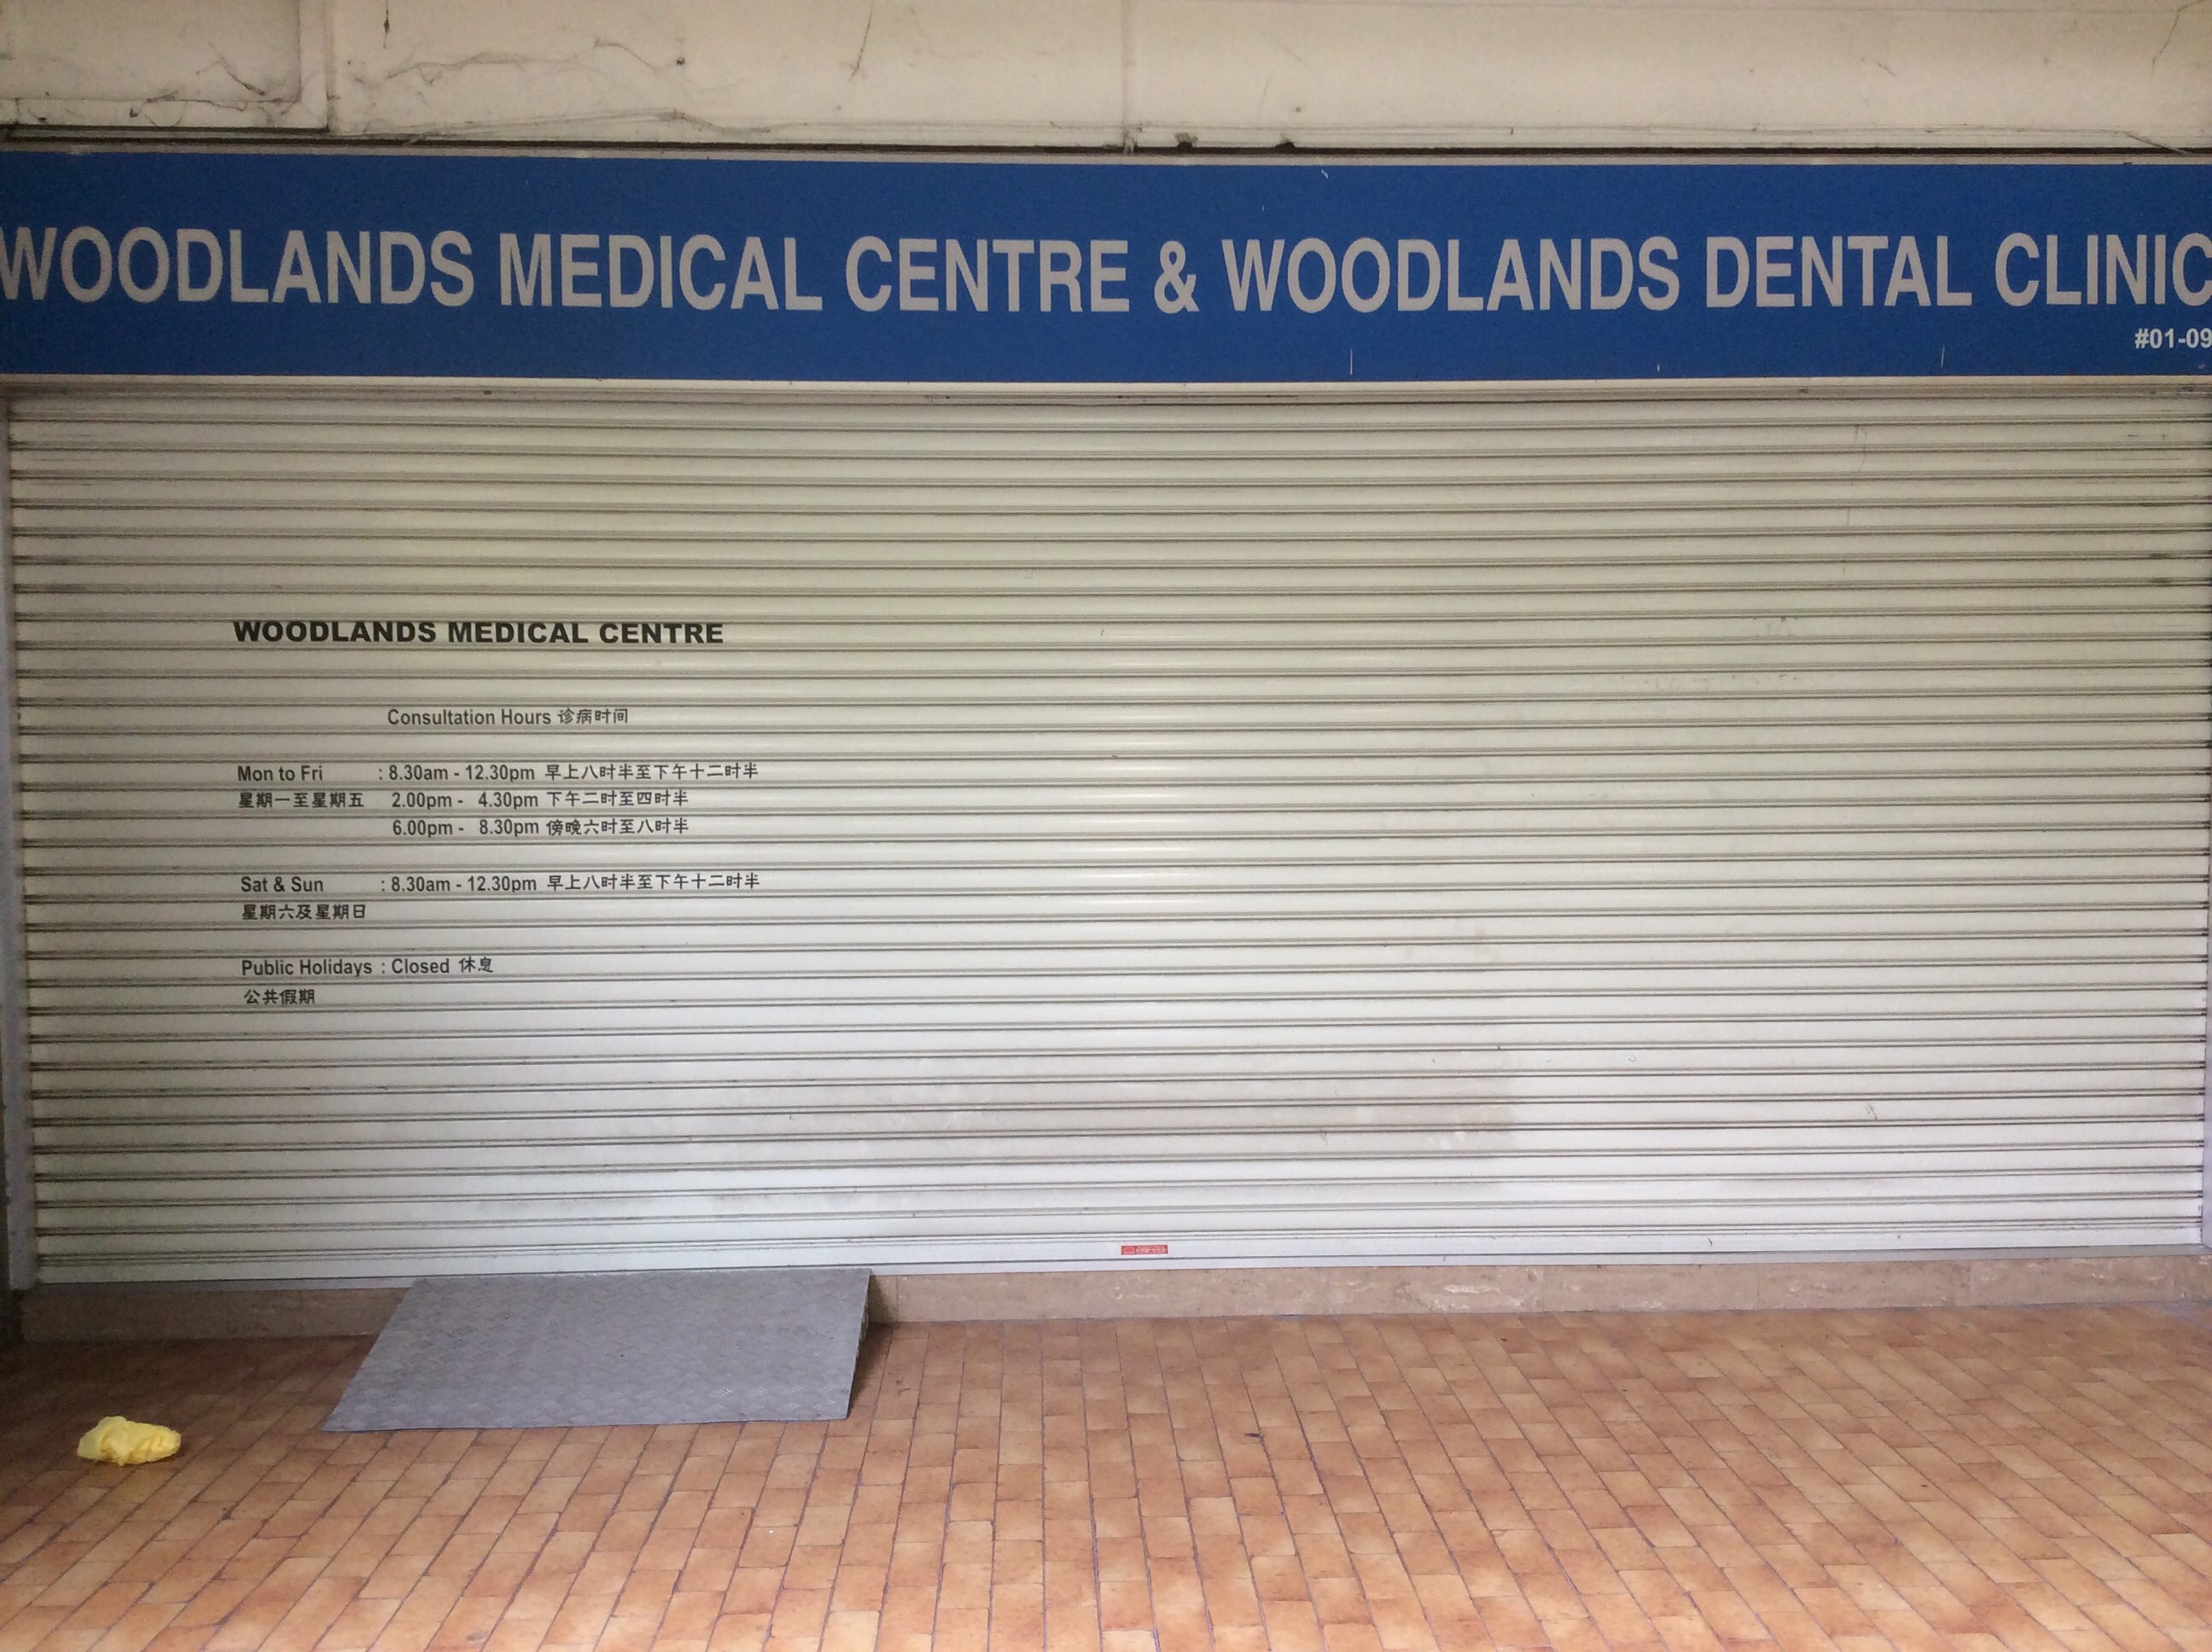 WOODLANDS MEDICAL CENTRE & WOODLANDS DENTAL CLINIC
#01-09
WOODLANDS MEDICAL CENTRE
Consultation Hours 诊病时间
Mon to Fri : 8.30am - 12.30pm 早上八时半至下午十二时半
星期一至星期五 2.00pm - 4.30pm 下午二时至四时半
6.00pm - 8.30pm 傍晚六时至八时半
Sat & Sun : 8.30am - 12.30pm 早上八时半至下午十二时半
星期六及星期日
Public Holidays : Closed 休息
公共假期